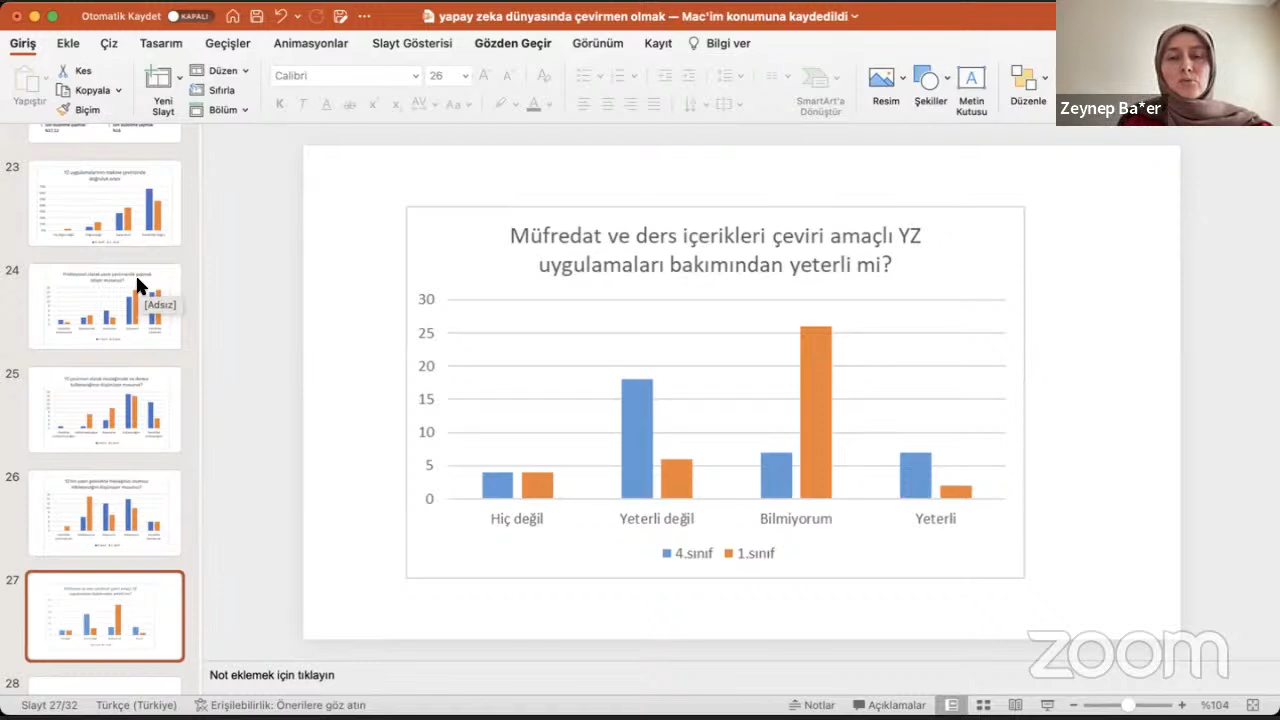 Otomatik Kaydet KAPALI
yapay zeka dünyasında çevirmen olmak — Mac'im konumuna kaydedildi
Giriş Ekle Çiz Tasarım Geçişler Animasyonlar Slayt Gösterisi Gözden Geçir Görünüm Kayıt Bilgi ver
Yapıştır
Kes
Kopyala
Biçim
Yeni
Slayt
Düzen
Sıfırla
Bölüm
Calibri 26
SmartArt'a
Dönüştür
Resim
Şekiller
Metin
Kutusu
Düzenle
Zeynep Ba*er
23
24
[Adsız]
25
26
27
28
Müfredat ve ders içerikleri çeviri amaçlı YZ
uygulamaları bakımından yeterli mi?
30
25
20
15
10
5
0
Hiç değil Yeterli değil Bilmiyorum Yeterli
4.sınıf 1.sınıf
zoom
Not eklemek için tıklayın
Slayt 27/32 Türkçe (Türkiye) Erişilebilirlik: Önerilere göz atın Notlar Açıklamalar %104